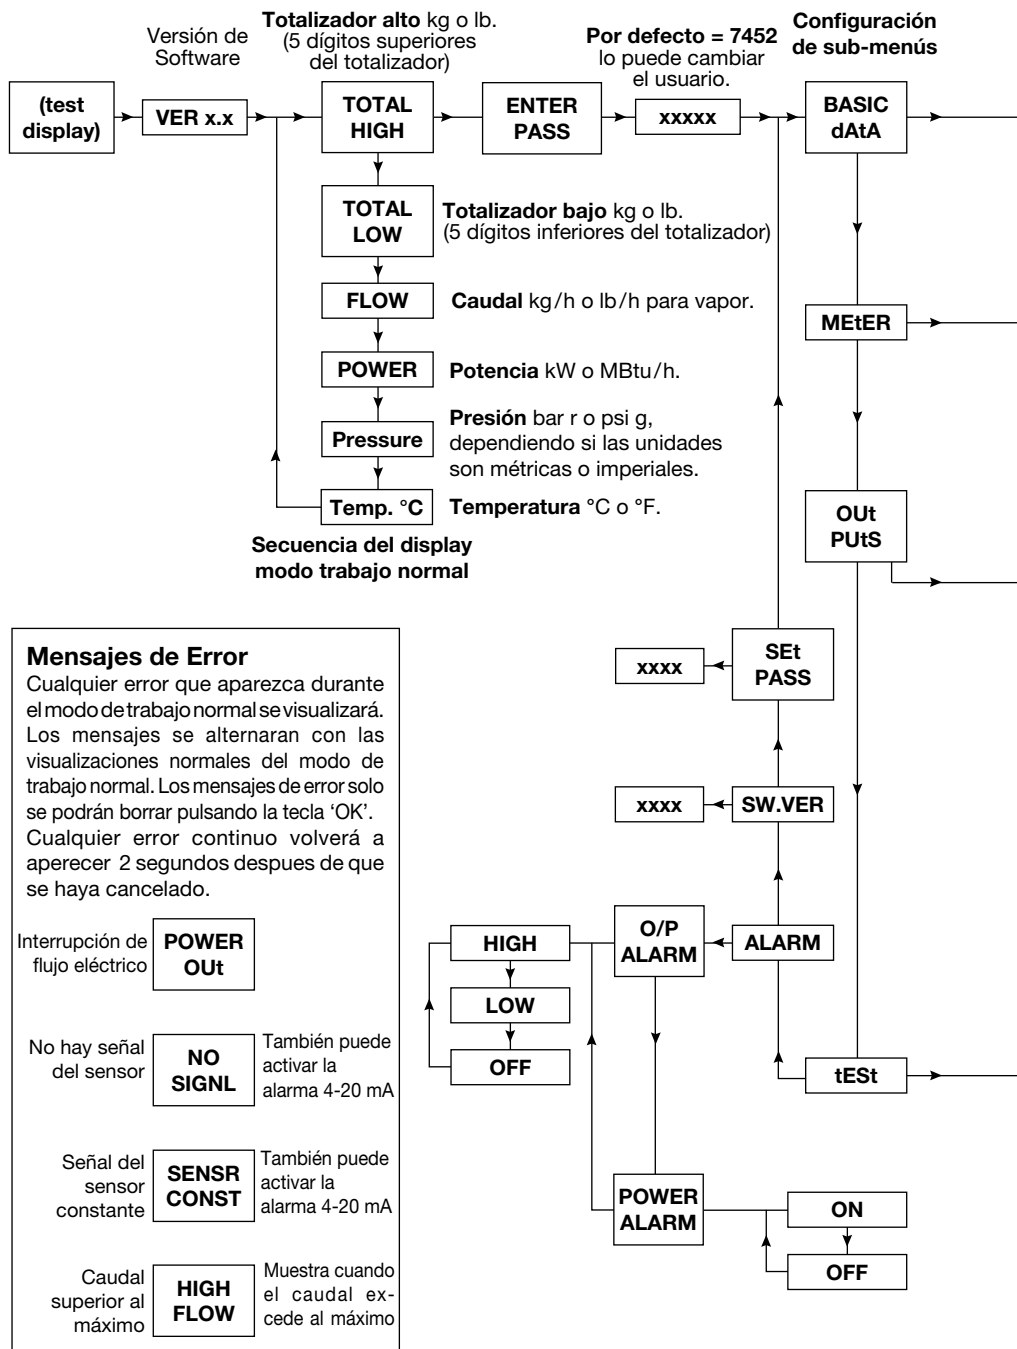 Versión de
Software
Totalizador alto kg o lb.
(5 dígitos superiores
del totalizador)
Por defecto = 7452
lo puede cambiar
el usuario.
Configuración
de sub-menús
(test
display)
VER x.x
TOTAL
HIGH
ENTER
PASS
xxxxx
BASIC
dAtA
TOTAL
LOW
Totalizador bajo kg o lb.
(5 dígitos inferiores del totalizador)
FLOW
Caudal kg/h o lb/h para vapor.
MEtER
POWER
Potencia kW o MBtu/h.
Pressure
Presión bar r o psi g,
dependiendo si las unidades
son métricas o imperiales.
Temp. °C
Temperatura °C o °F.
OUt
PUtS
Secuencia del display
modo trabajo normal
Mensajes de Error
Cualquier error que aparezca durante
el modo de trabajo normal se visualizará.
Los mensajes se alternaran con las
visualizaciones normales del modo de
trabajo normal. Los mensajes de error solo
se podrán borrar pulsando la tecla ‘OK’.
Cualquier error continuo volverá a
aperecer 2 segundos despues de que
se haya cancelado.
xxxx
SEt
PASS
xxxx
SW.VER
Interrupción de
flujo eléctrico
POWER
OUt
HIGH
O/P
ALARM
ALARM
LOW
OFF
tESt
No hay señal
del sensor
NO
SIGNL
También puede
activar la
alarma 4-20 mA
Señal del
sensor
constante
SENSR
CONST
También puede
activar la
alarma 4-20 mA
POWER
ALARM
ON
OFF
Caudal
superior al
máximo
HIGH
FLOW
Muestra cuando
el caudal ex-
cede al máximo